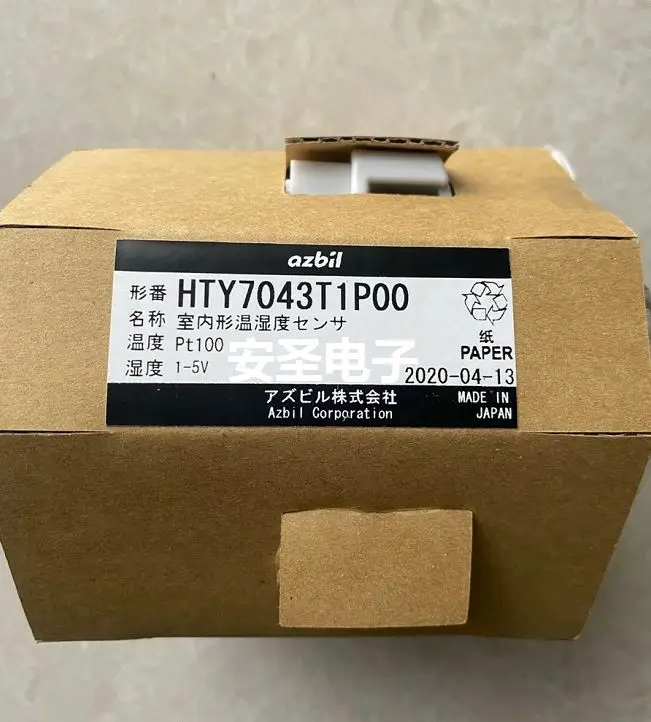 azbil
形番 HTY7043T1P00
名称 室内形温湿度センサ
温度 Pt100
湿度 1-5V
安圣电子
纸
PAPER
2020-04-13
アズビル株式会社
Azbil Corporation
MADE IN
JAPAN